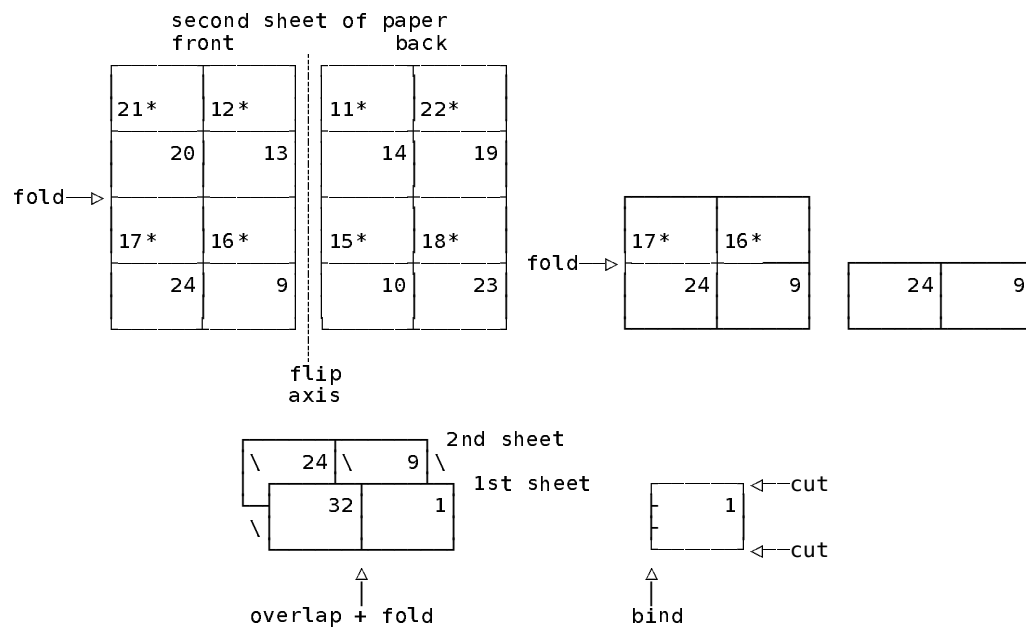 second sheet of paper
front back
21* 12* 11* 22*
20 13 14 19
fold
17* 16* 15* 18* 17* 16*
fold
24 9 10 23 24 9 24 9
flip
axis
2nd sheet
\ 24 \ 9 \
1st sheet cut
32 1 1
\
cut
overlap + fold bind